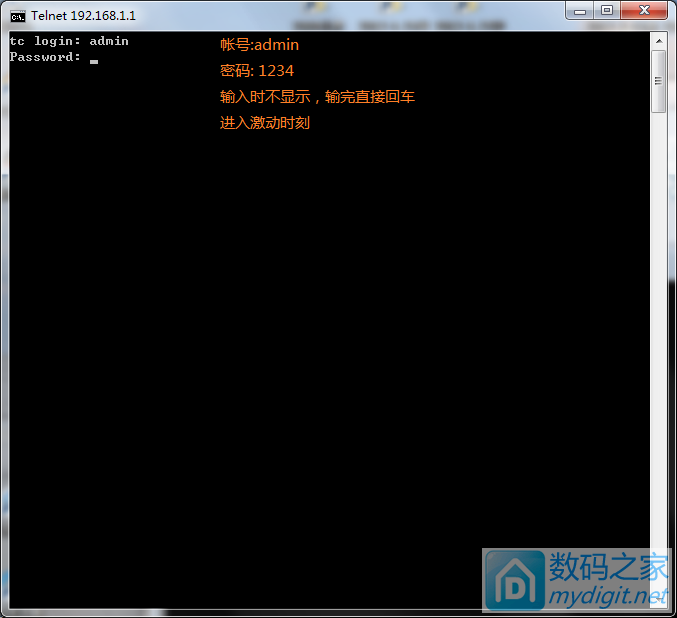 Telnet 192.168.1.1
tc login: admin
Password:
帐号:admin
密码: 1234
输入时不显示，输完直接回车
进入激动时刻
数码之家
mydigit.net